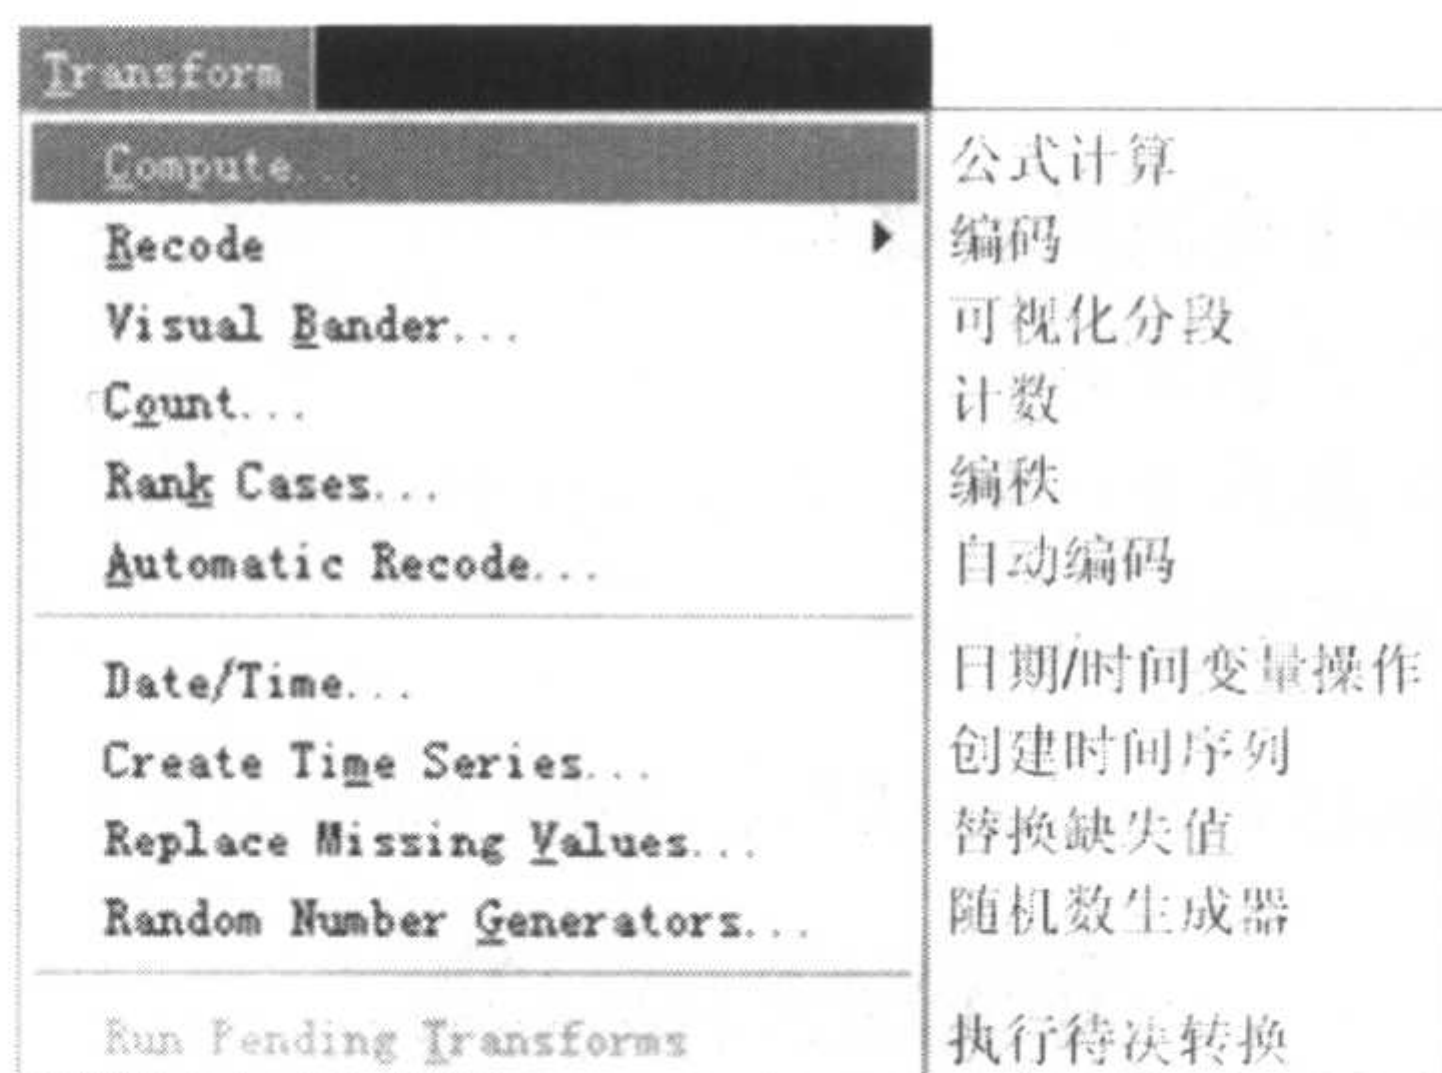 Transform
Compute... 公式计算
Recode 编码
Visual Bander... 可视化分段
Count... 计数
Rank Cases... 编秩
Automatic Recode... 自动编码
Date/Time... 日期/时间变量操作
Create Time Series... 创建时间序列
Replace Missing Values... 替换缺失值
Random Number Generators... 随机数生成器
Run Pending Transforms 执行待决转换